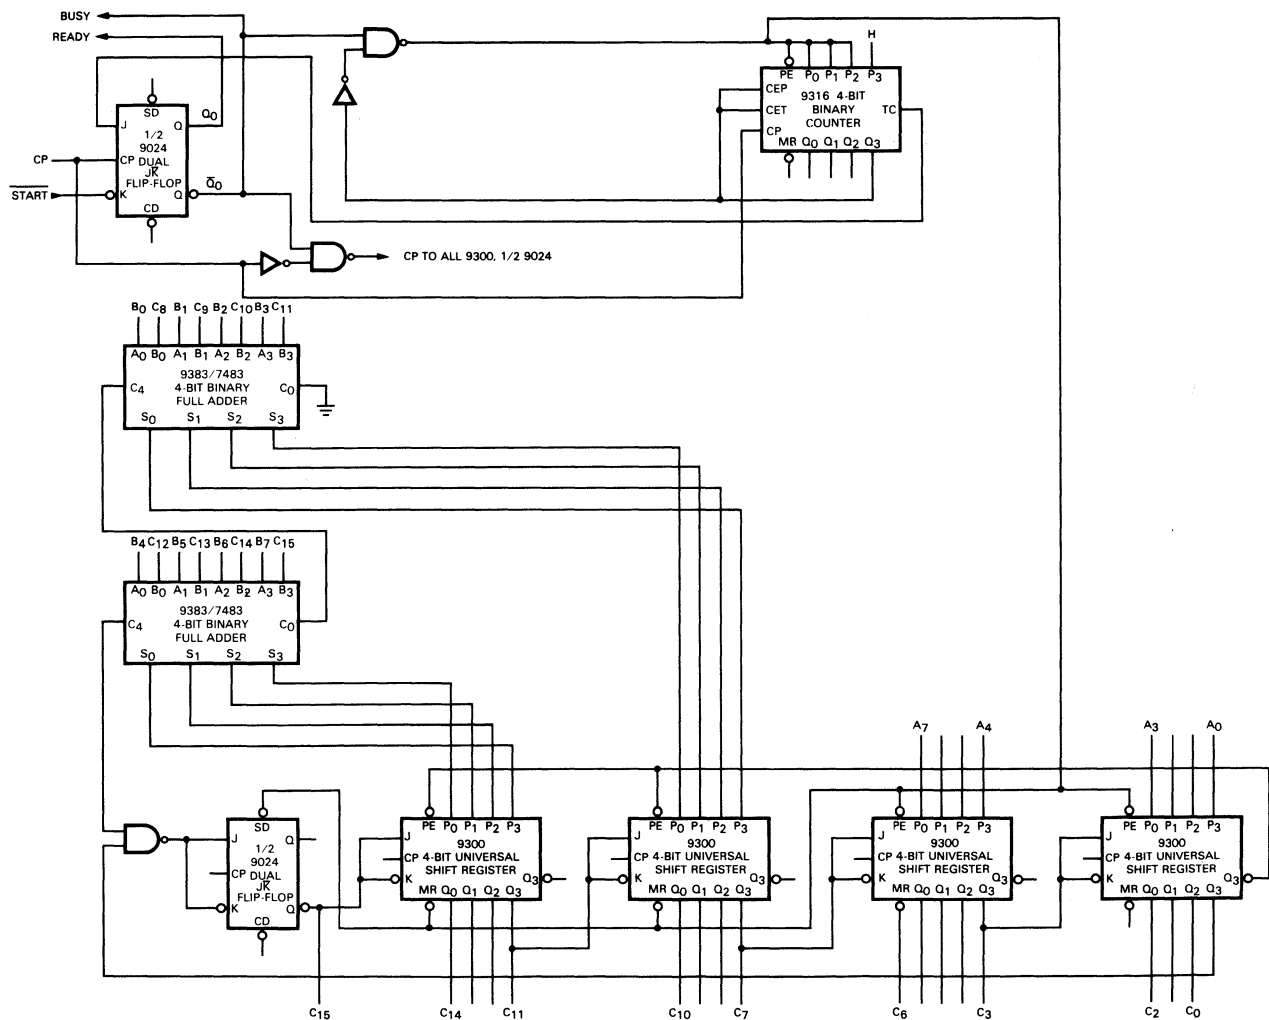 BUSY
READY
H
PE P0 P1 P2 P3
CEP
9316 4-BIT
CET BINARY TC
COUNTER
CP
MR Q0 Q1 Q2 Q3
SD
J Q Q0
1/2
9024
CP CP DUAL
JK̅
FLIP-FLOP
START K Q Q̅0
CD
CP TO ALL 9300, 1/2 9024
B0 C8 B1 C9 B2 C10 B3 C11
A0 B0 A1 B1 A2 B2 A3 B3
9383/7483
C4 4-BIT BINARY C0
FULL ADDER
S0 S1 S2 S3
B4 C12 B5 C13 B6 C14 B7 C15
A0 B0 A1 B1 A2 B2 A3 B3
9383/7483
C4 4-BIT BINARY C0
FULL ADDER
S0 S1 S2 S3
A7 A4 A3 A0
SD
J Q
1/2
9024
CP DUAL
JK̅
FLIP-FLOP
K Q
CD
PE P0 P1 P2 P3
J 9300
CP 4-BIT UNIVERSAL
K SHIFT REGISTER Q3
MR Q0 Q1 Q2 Q3
PE P0 P1 P2 P3
J 9300
CP 4-BIT UNIVERSAL
K SHIFT REGISTER Q3
MR Q0 Q1 Q2 Q3
PE P0 P1 P2 P3
J 9300
CP 4-BIT UNIVERSAL
K SHIFT REGISTER Q3
MR Q0 Q1 Q2 Q3
PE P0 P1 P2 P3
J 9300
CP 4-BIT UNIVERSAL
K SHIFT REGISTER Q3
MR Q0 Q1 Q2 Q3
C15 C14 C11 C10 C7 C6 C3 C2 C0